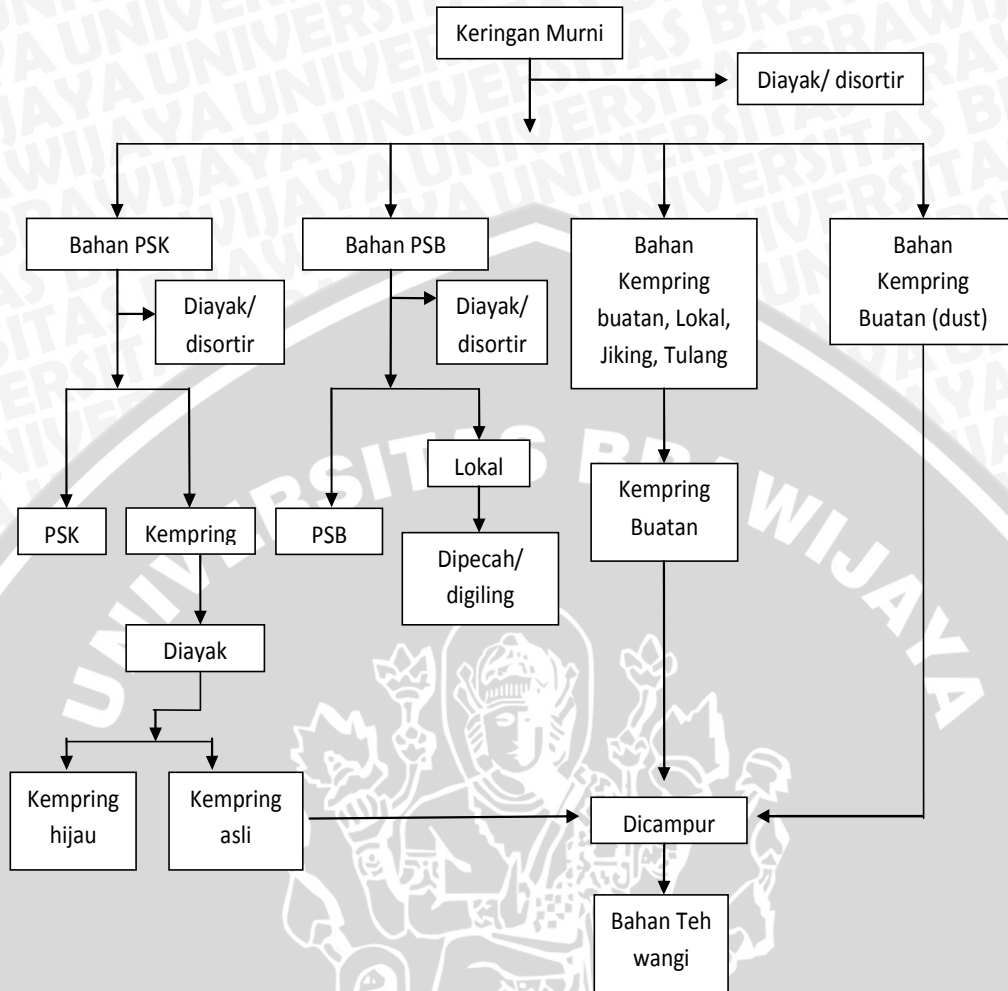 Keringan Murni
Diayak/ disortir
Bahan PSK
Bahan PSB
Bahan
Kempring
buatan, Lokal,
Jiking, Tulang
Bahan
Kempring
Buatan (dust)
Diayak/
disortir
Diayak/
disortir
PSK
Kempring
PSB
Lokal
Kempring
Buatan
Dipecah/
digiling
Diayak
Kempring
hijau
Kempring
asli
Dicampur
Bahan Teh
wangi
UNIVERSITAS BRAWIJAYA